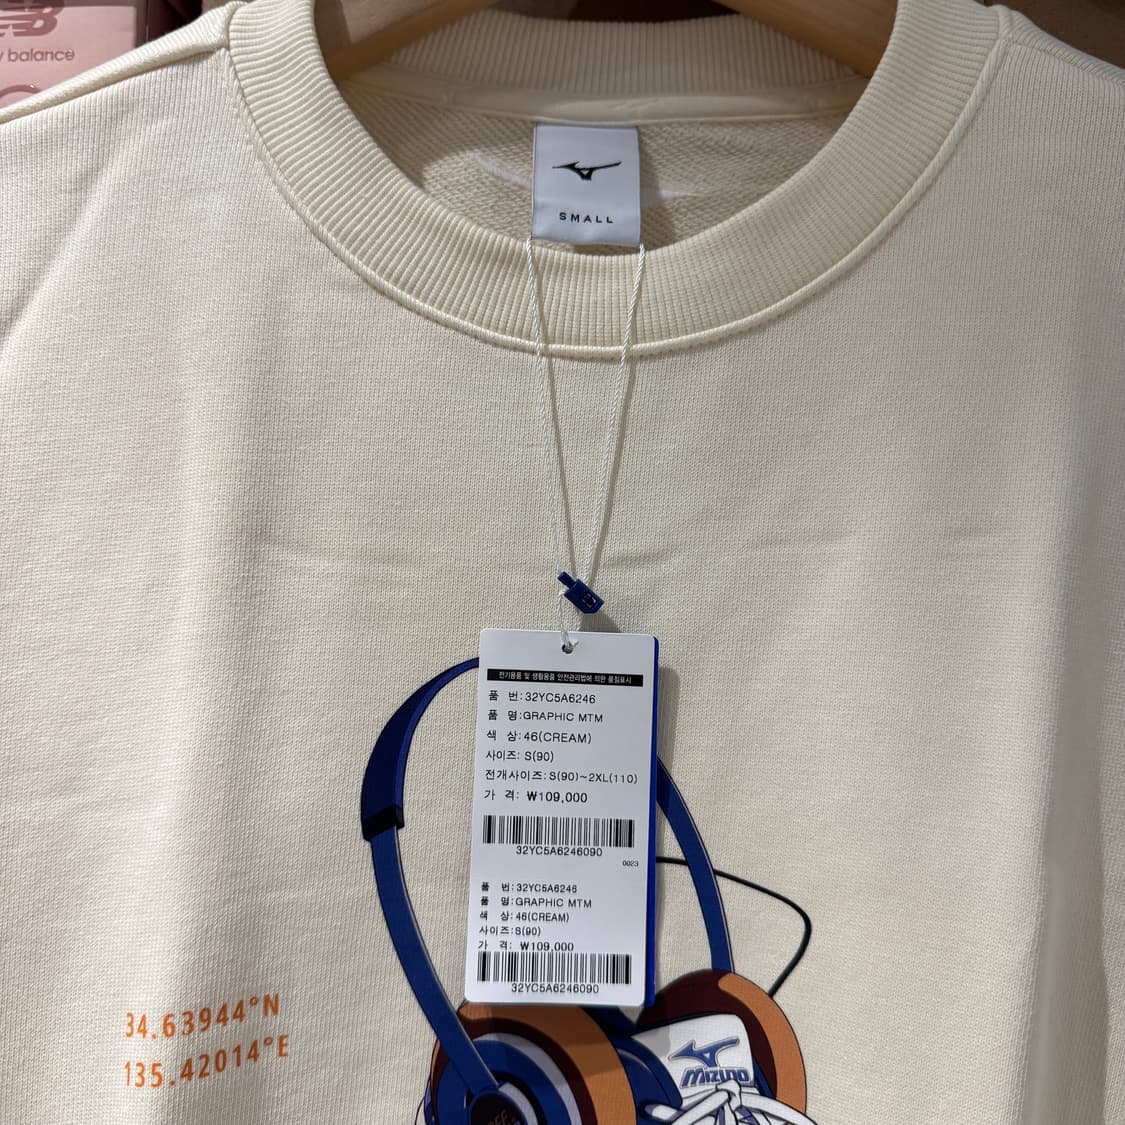 y balance
SMALL
전기용품 및 생활용품 안전관리법에 의한 품질표시
품 번:32YC5A6246
품 명:GRAPHIC MTM
색 상:46(CREAM)
사이즈: S(90)
전개사이즈:S(90)~2XL(110)
가 격: ₩109,000
32YC5A6246090
0023
품 번:32YC5A6246
품 명:GRAPHIC MTM
색 상:46(CREAM)
사이즈:S(90)
가 격: ₩109,000
32YC5A6246090
34.63944°N
135.42014°E
MIZUNO